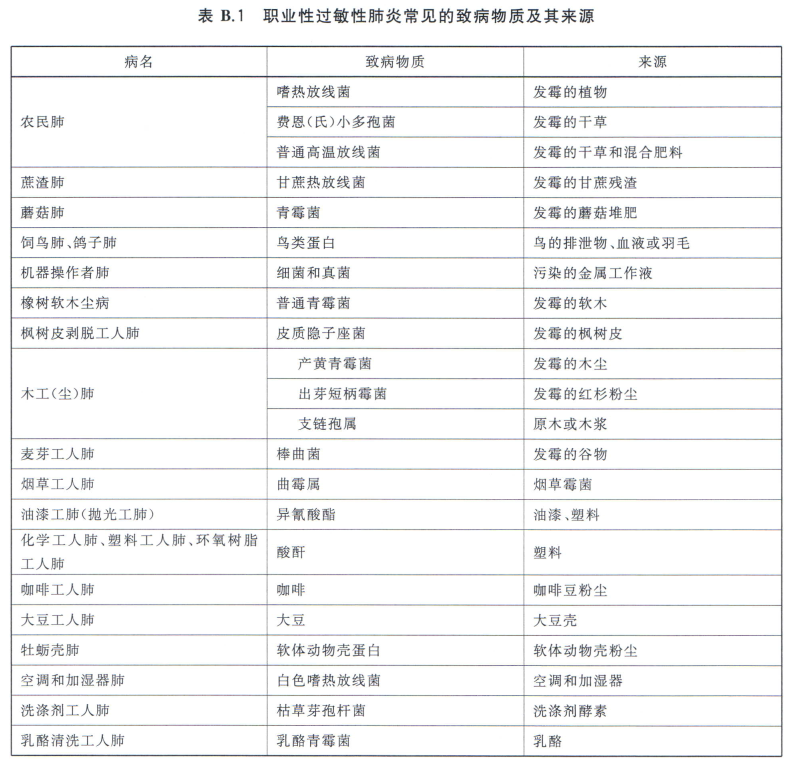 表 B.1 职业性过敏性肺炎常见的致病物质及其来源
病名 致病物质 来源
农民肺 嗜热放线菌 发霉的植物
费恩(氏)小多孢菌 发霉的干草
普通高温放线菌 发霉的干草和混合肥料
蔗渣肺 甘蔗热放线菌 发霉的甘蔗残渣
蘑菇肺 青霉菌 发霉的蘑菇堆肥
饲鸟肺、鸽子肺 鸟类蛋白 鸟的排泄物、血液或羽毛
机器操作者肺 细菌和真菌 污染的金属工作液
橡树软木尘病 普通青霉菌 发霉的软木
枫树皮剥脱工人肺 皮质隐子座菌 发霉的枫树皮
木工(尘)肺 产黄青霉菌 发霉的木尘
出芽短柄霉菌 发霉的红杉粉尘
支链孢属 原木或木浆
麦芽工人肺 棒曲菌 发霉的谷物
烟草工人肺 曲霉属 烟草霉菌
油漆工肺(抛光工肺) 异氰酸酯 油漆、塑料
化学工人肺、塑料工人肺、环氧树脂
工人肺 酸酐 塑料
咖啡工人肺 咖啡 咖啡豆粉尘
大豆工人肺 大豆 大豆壳
牡蛎壳肺 软体动物壳蛋白 软体动物壳粉尘
空调和加湿器肺 白色嗜热放线菌 空调和加湿器
洗涤剂工人肺 枯草芽孢杆菌 洗涤剂酵素
乳酪清洗工人肺 乳酪青霉菌 乳酪